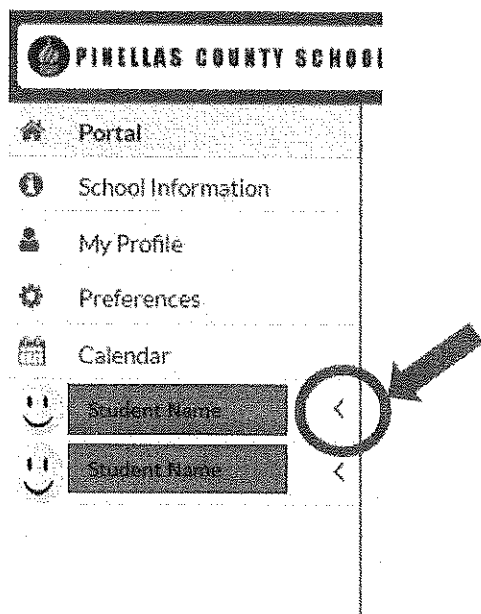 PINELLAS COUNTY SCHOOL
Portal
School Information
My Profile
Preferences
Calendar
Student Name
Student Name